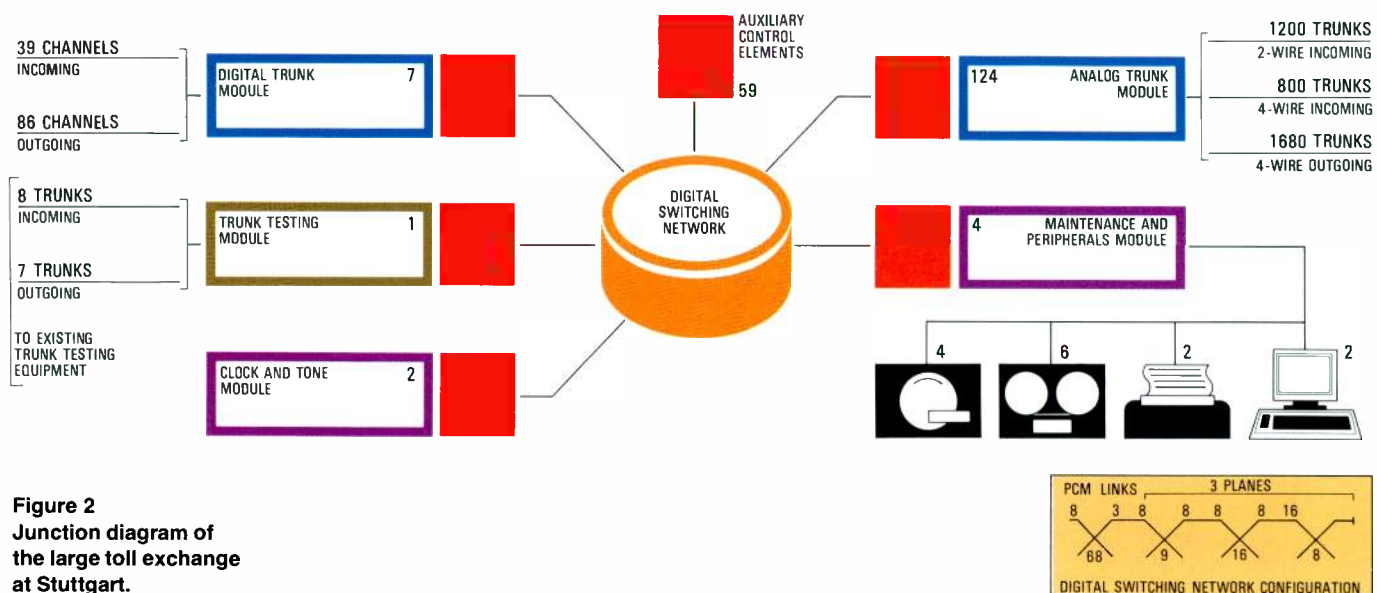 39 CHANNELS
INCOMING
86 CHANNELS
OUTGOING
DIGITAL TRUNK
MODULE
7
8 TRUNKS
INCOMING
7 TRUNKS
OUTGOING
TO EXISTING
TRUNK TESTING
EQUIPMENT
TRUNK TESTING
MODULE
1
CLOCK AND TONE
MODULE
2
AUXILIARY
CONTROL
ELEMENTS
59
DIGITAL
SWITCHING
NETWORK
124
ANALOG TRUNK
MODULE
1200 TRUNKS
2-WIRE INCOMING
800 TRUNKS
4-WIRE INCOMING
1680 TRUNKS
4-WIRE OUTGOING
4
MAINTENANCE AND
PERIPHERALS MODULE
4
6
2
2
Figure 2
Junction diagram of
the large toll exchange
at Stuttgart.
PCM LINKS
3 PLANES
8 3 8 8 8 8 16
68 9 16 8
DIGITAL SWITCHING NETWORK CONFIGURATION